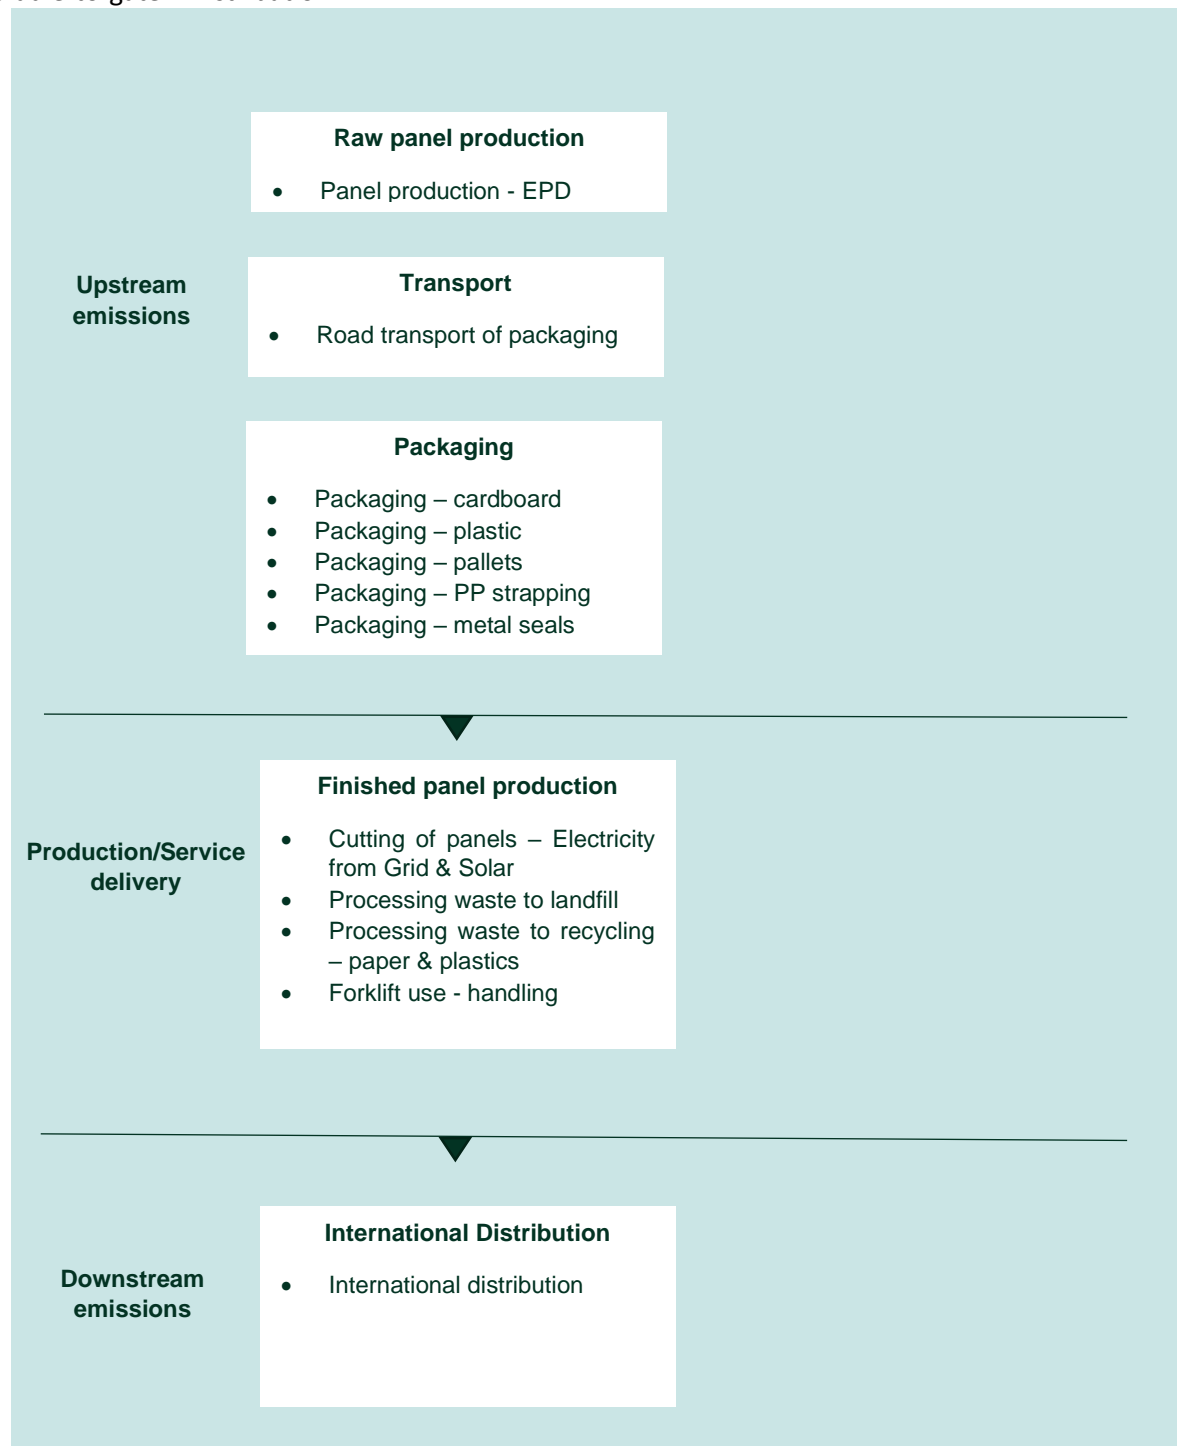 Raw panel production
• Panel production - EPD
Upstream
emissions
Transport
• Road transport of packaging
Packaging
• Packaging – cardboard
• Packaging – plastic
• Packaging – pallets
• Packaging – PP strapping
• Packaging – metal seals
Production/Service
delivery
Finished panel production
• Cutting of panels – Electricity
from Grid & Solar
• Processing waste to landfill
• Processing waste to recycling
– paper & plastics
• Forklift use - handling
Downstream
emissions
International Distribution
• International distribution